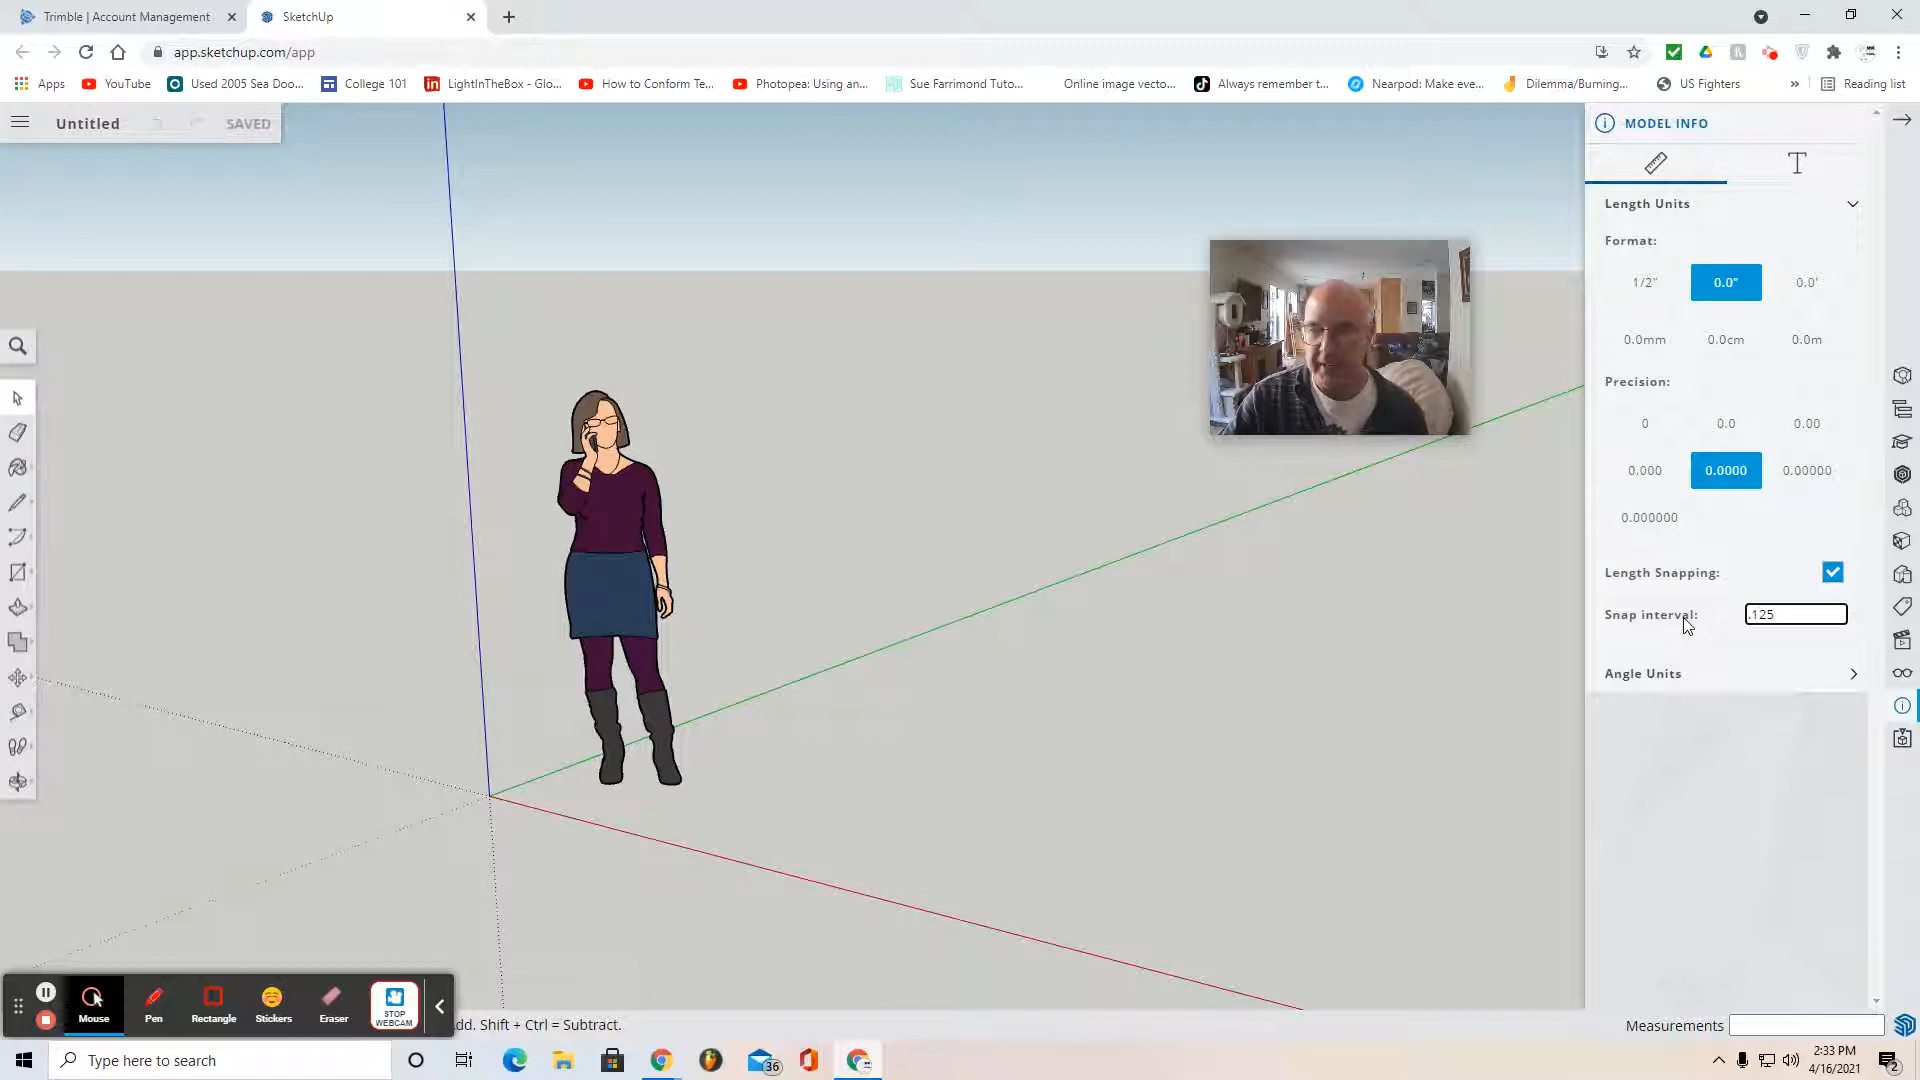 Trimble | Account Management
SketchUp
app.sketchup.com/app
Apps
YouTube
Used 2005 Sea Doo...
College 101
LightInTheBox - Glo...
How to Conform Te...
Photopea: Using an...
Sue Farrimond Tuto...
Online image vecto...
Always remember t...
Nearpod: Make eve...
Dilemma/Burning...
US Fighters
»
Reading list
Untitled
SAVED
MODEL INFO
Length Units
Format:
1/2" 0.0" 0.0'
0.0mm 0.0cm 0.0m
Precision:
0 0.0 0.00
0.000 0.0000 0.00000
0.000000
Length Snapping:
Snap interval: .125
Angle Units
Mouse
Pen
Rectangle
Stickers
Eraser
STOP
WEBCAM
dd. Shift + Ctrl = Subtract.
Measurements
Type here to search
36
2:33 PM
4/16/2021
2